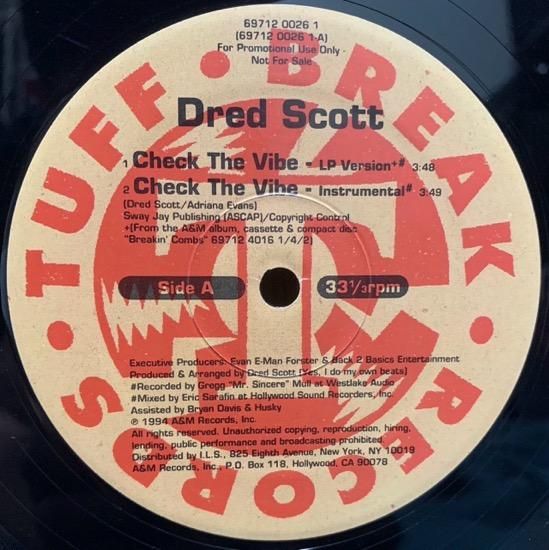 69712 0026 1
(69712 0026 1-A)
For Promotional Use Only -
Not For Sale
TUFF • BREAK • RECORDS •
Dred Scott
1 Check The Vibe - LP Version+# 3:48
2 Check The Vibe - Instrumental# 3:49
(Dred Scott/Adriana Evans)
Sway Jay Publishing (ASCAP)/Copyright Control
+(From the A&M album, cassette & compact disc
"Breakin' Combs" 69712 4016 1/4/2)
Side A
33 1/3 rpm
Executive Producers: Evan E-Man Forster & Back 2 Basics Entertainment
Produced & Arranged by Dred Scott (Yes, I do my own beats)
#Recorded by Gregg "Mr. Sincere" Mull at Westlake Audio
#Mixed by Eric Sarafin at Hollywood Sound Recorders, Inc.
Assisted by Bryan Davis & Husky
℗ 1994 A&M Records, Inc.
All rights reserved. Unauthorized copying, reproduction, hiring,
lending, public performance and broadcasting prohibited.
Distributed by I.L.S., 825 Eighth Avenue, New York, NY 10019
A&M Records, Inc., P.O. Box 118, Hollywood, CA 90078